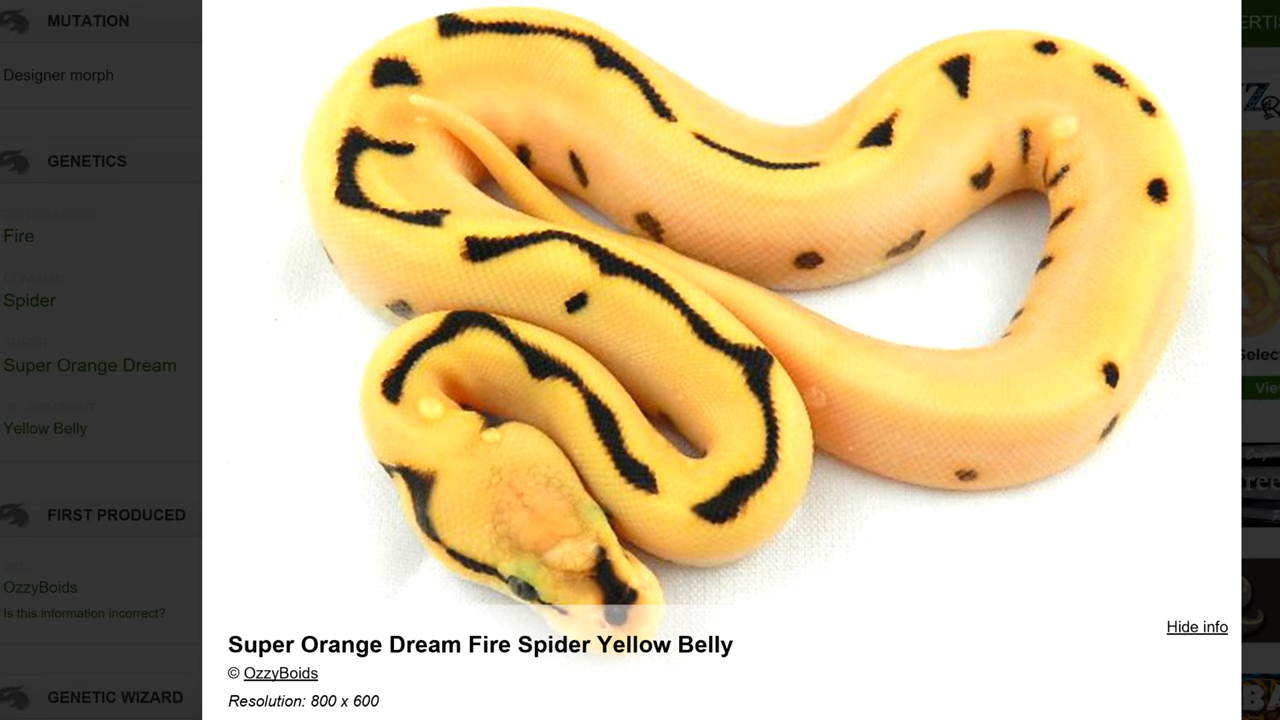 MUTATION
Designer morph
GENETICS
Fire
Spider
SUPER
Super Orange Dream
Yellow Belly
FIRST PRODUCED
OzzyBoids
Is this information incorrect?
GENETIC WIZARD
Super Orange Dream Fire Spider Yellow Belly
© OzzyBoids
Resolution: 800 x 600
Hide info